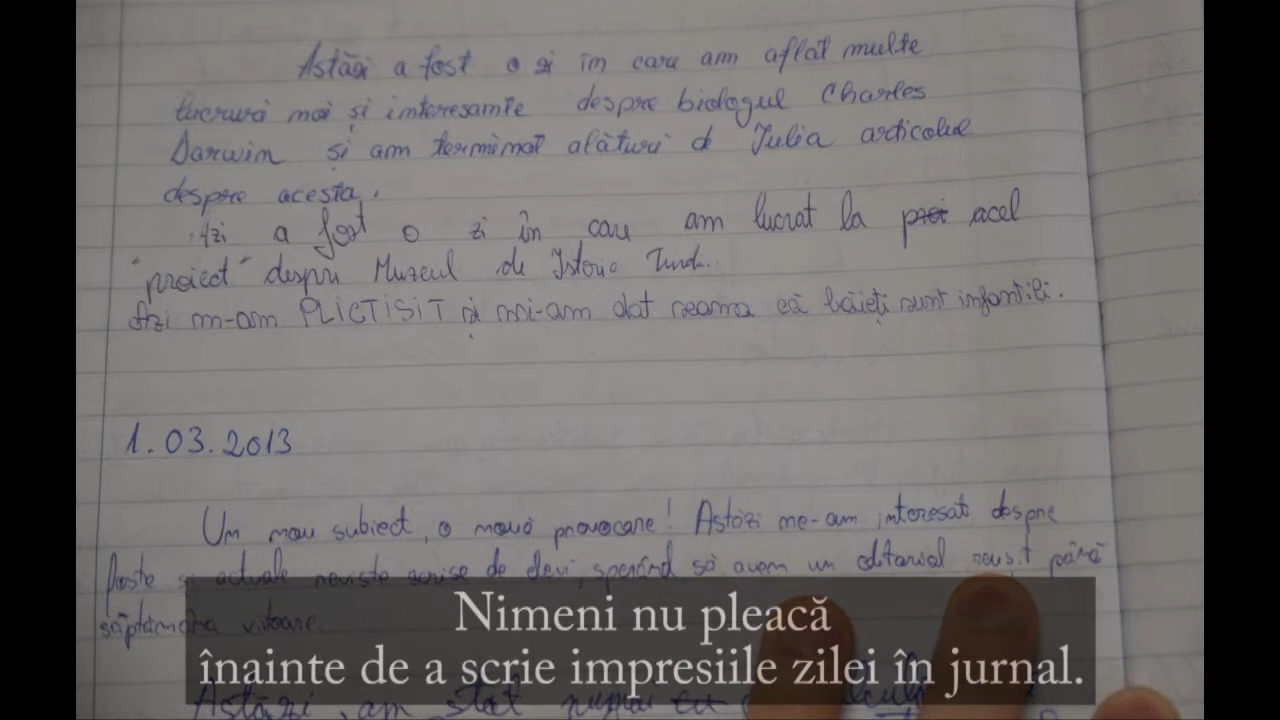 Astăzi a fost o zi în care am aflat multe
lucruri noi și interesante despre biologul Charles
Darwin și am terminat alături d Iulia articolul
despre acesta.
Azi a fost o zi în care am lucrat la acel
"proiect" despre Muzeul de Istorie
Azi m-am PLICTISIT și mi-am dat seama că băieți sunt infantili.
1.03.2013
Un nou subiect, o nouă provocare! Astăzi ne-am interesat despre
foste și actuale reviste scrise de elevi, sperând să avem un editorial reușit până
săptămâna viitoare.
Astăzi, am stat numai cu
Nimeni nu pleacă
înainte de a scrie impresiile zilei în jurnal.